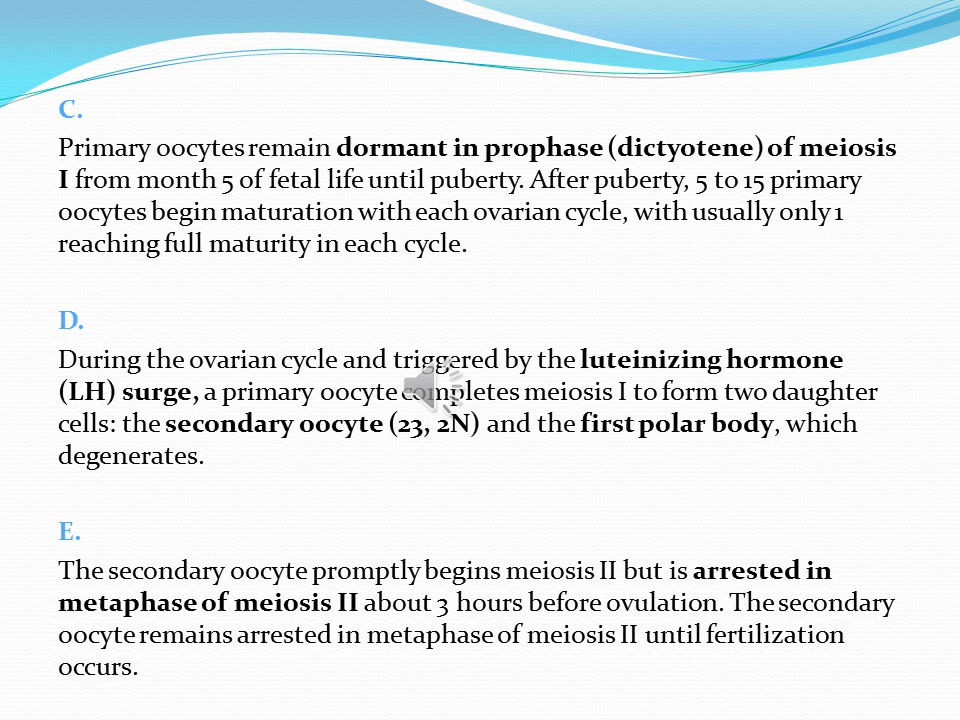 C.
Primary oocytes remain dormant in prophase (dictyotene) of meiosis
I from month 5 of fetal life until puberty. After puberty, 5 to 15 primary
oocytes begin maturation with each ovarian cycle, with usually only 1
reaching full maturity in each cycle.
D.
During the ovarian cycle and triggered by the luteinizing hormone
(LH) surge, a primary oocyte completes meiosis I to form two daughter
cells: the secondary oocyte (23, 2N) and the first polar body, which
degenerates.
E.
The secondary oocyte promptly begins meiosis II but is arrested in
metaphase of meiosis II about 3 hours before ovulation. The secondary
oocyte remains arrested in metaphase of meiosis II until fertilization
occurs.